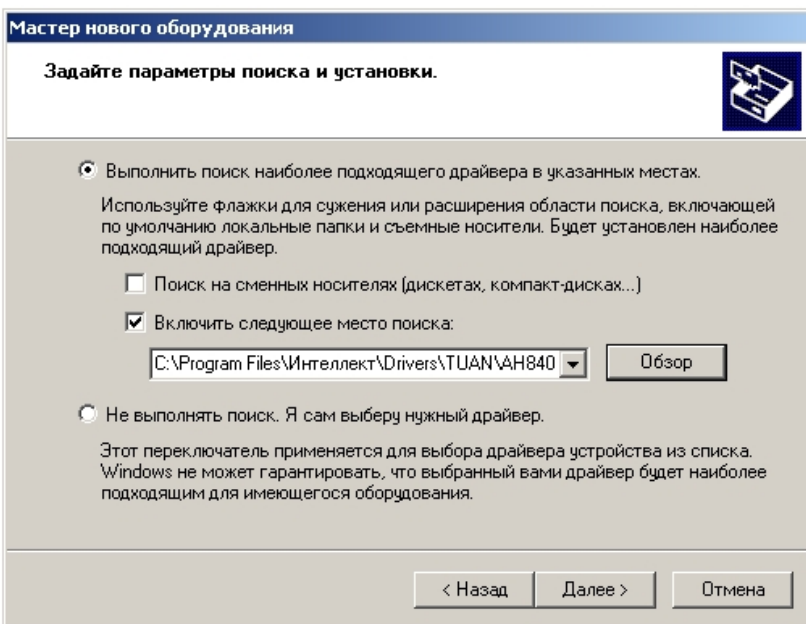 Мастер нового оборудования
Задайте параметры поиска и установки.
Выполнить поиск наиболее подходящего драйвера в указанных местах.
Используйте флажки для сужения или расширения области поиска, включающей
по умолчанию локальные папки и съемные носители. Будет установлен наиболее
подходящий драйвер.
Поиск на сменных носителях (дискетах, компакт-дисках...)
Включить следующее место поиска:
C:\Program Files\Интеллект\Drivers\TUAN\AH840
Обзор
Не выполнять поиск. Я сам выберу нужный драйвер.
Этот переключатель применяется для выбора драйвера устройства из списка.
Windows не может гарантировать, что выбранный вами драйвер будет наиболее
подходящим для имеющегося оборудования.
< Назад Далее > Отмена